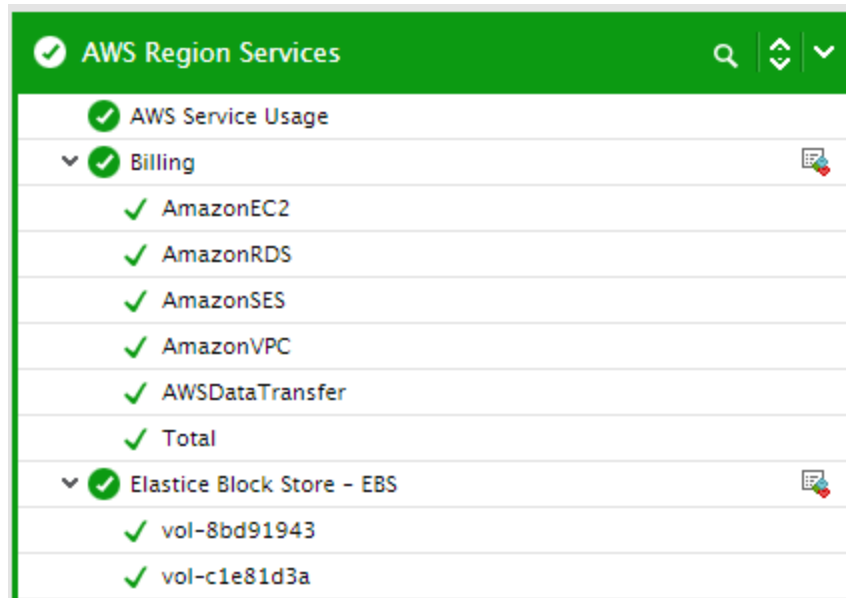 AWS Region Services
AWS Service Usage
Billing
AmazonEC2
AmazonRDS
AmazonSES
AmazonVPC
AWSDataTransfer
Total
Elastice Block Store - EBS
vol-8bd91943
vol-c1e81d3a